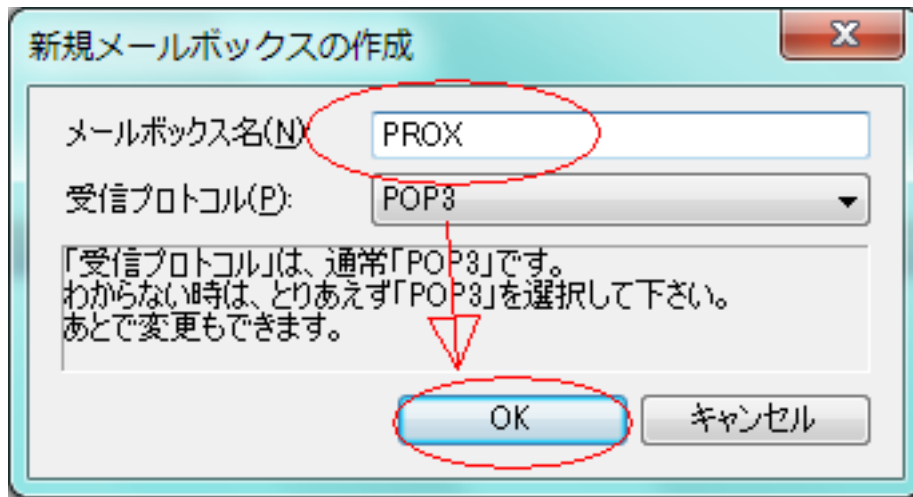 新規メールボックスの作成
メールボックス名(N)
PROX
受信プロトコル(P):
POP3
「受信プロトコル」は、通常「POP3」です。
わからない時は、とりあえず「POP3」を選択して下さい。
あとで変更もできます。
OK
キャンセル